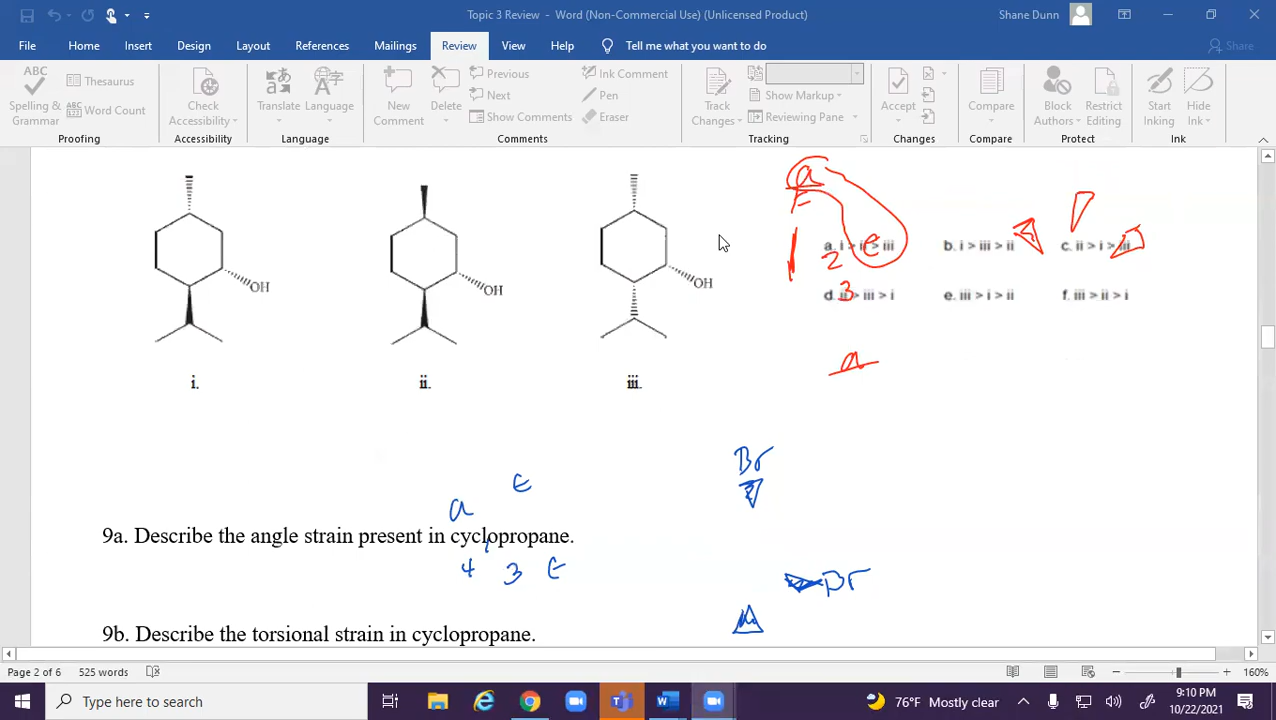 Topic 3 Review - Word (Non-Commercial Use) (Unlicensed Product)
Shane Dunn
File Home Insert Design Layout References Mailings Review View Help Tell me what you want to do Share
ABC
Spelling & Grammar
Thesaurus
Word Count
Check Accessibility
Translate
Language
New Comment
Delete
Previous
Next
Show Comments
Ink Comment
Pen
Eraser
Track Changes
Show Markup
Reviewing Pane
Accept
Compare
Block Authors
Restrict Editing
Start Inking
Hide Ink
Proofing Accessibility Language Comments Tracking Changes Compare Protect Ink
a
E
e
a. i > ii > iii b. i > iii > ii c. ii > i > iii
2
d. ii > iii > i e. iii > i > ii f. iii > ii > i
3
OH OH OH
a
i. ii. iii.
Br
E
a
9a. Describe the angle strain present in cyclopropane.
4 3 E
Br
9b. Describe the torsional strain in cyclopropane.
Page 2 of 6 525 words 160%
Type here to search
76°F Mostly clear
9:10 PM
10/22/2021